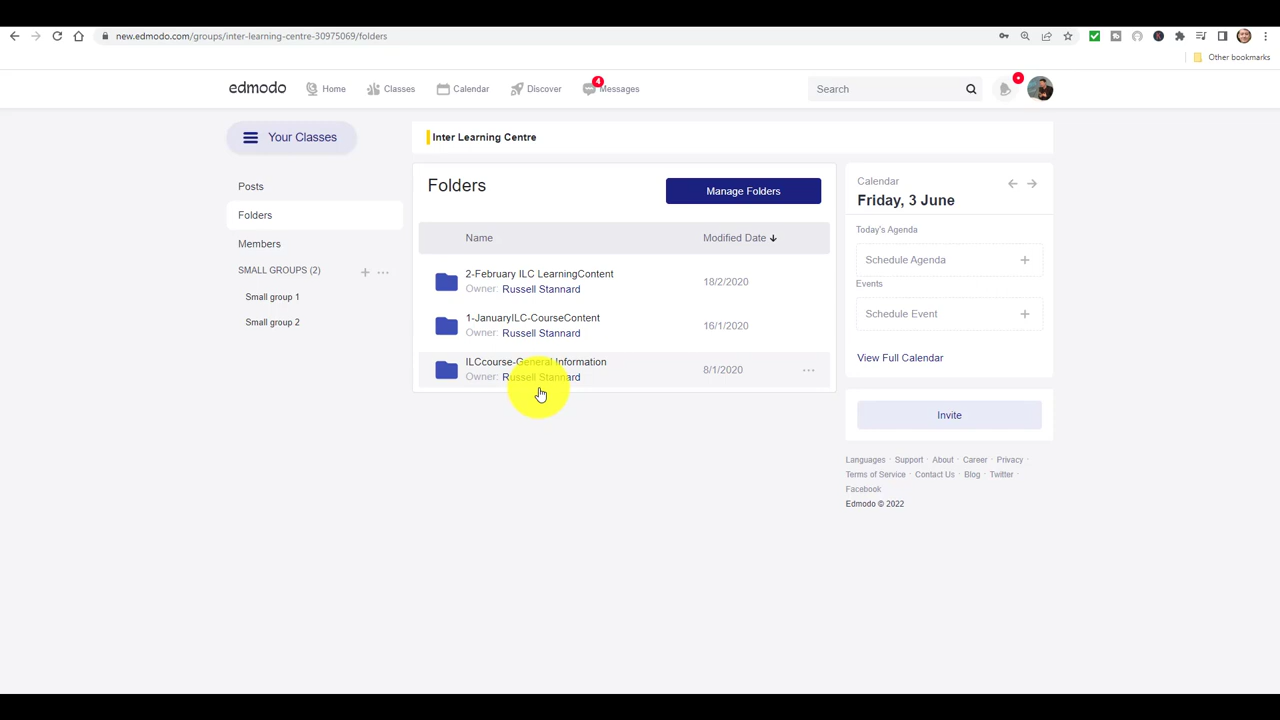 new.edmodo.com/groups/inter-learning-centre-30975069/folders
Other bookmarks
edmodo
Home
Classes
Calendar
Discover
4
Messages
Search
Your Classes
Inter Learning Centre
Posts
Folders
Members
SMALL GROUPS (2)
Small group 1
Small group 2
Folders
Manage Folders
Name
Modified Date
2-February ILC LearningContent
Owner: Russell Stannard
18/2/2020
1-JanuaryILC-CourseContent
Owner: Russell Stannard
16/1/2020
ILCcourse-General Information
Owner: Russell Stannard
8/1/2020
Calendar
Friday, 3 June
Today's Agenda
Schedule Agenda
Events
Schedule Event
View Full Calendar
Invite
Languages · Support · About · Career · Privacy ·
Terms of Service · Contact Us · Blog · Twitter ·
Facebook
Edmodo © 2022